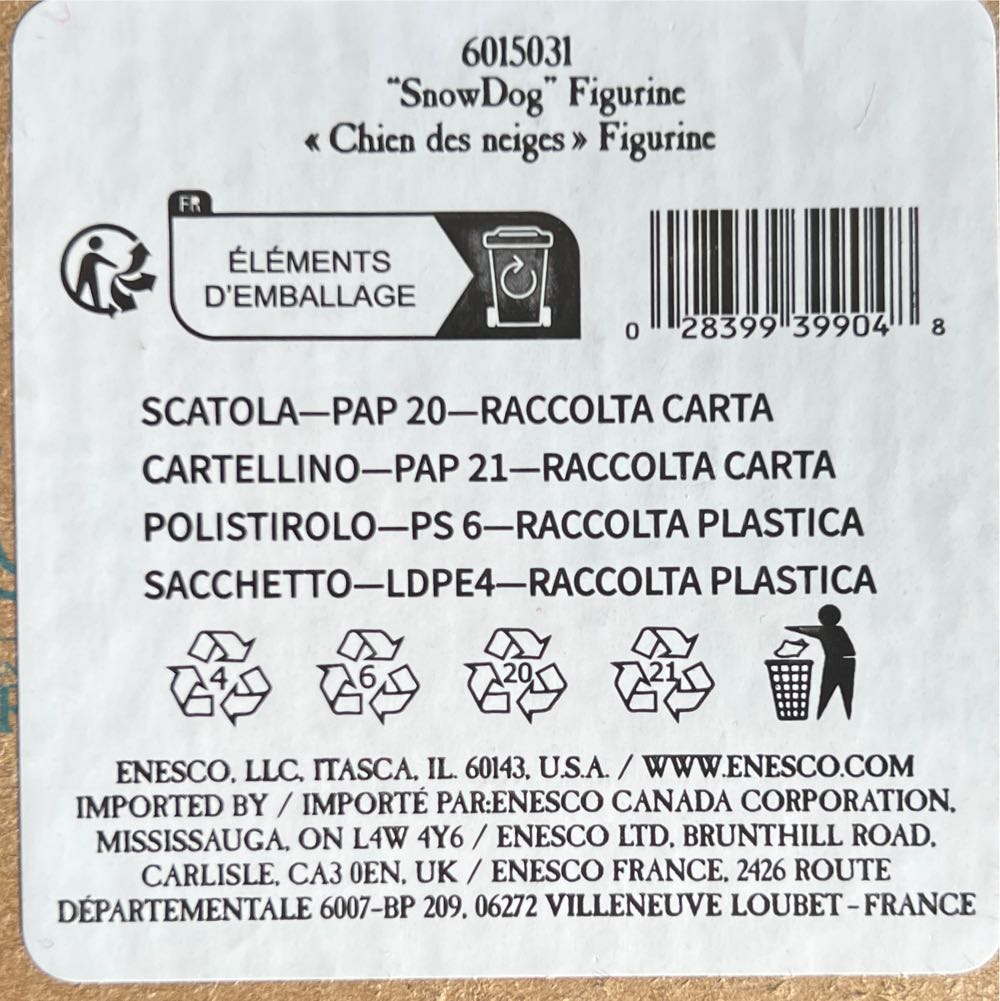 6015031
"SnowDog" Figurine
« Chien des neiges » Figurine
FR
ÉLÉMENTS
D'EMBALLAGE
0 28399 39904 8
SCATOLA—PAP 20—RACCOLTA CARTA
CARTELLINO—PAP 21—RACCOLTA CARTA
POLISTIROLO—PS 6—RACCOLTA PLASTICA
SACCHETTO—LDPE4—RACCOLTA PLASTICA
4 6 20 21
ENESCO, LLC, ITASCA, IL. 60143, U.S.A. / WWW.ENESCO.COM
IMPORTED BY / IMPORTÉ PAR:ENESCO CANADA CORPORATION,
MISSISSAUGA, ON L4W 4Y6 / ENESCO LTD, BRUNTHILL ROAD,
CARLISLE, CA3 0EN, UK / ENESCO FRANCE, 2426 ROUTE
DÉPARTEMENTALE 6007-BP 209, 06272 VILLENEUVE LOUBET - FRANCE